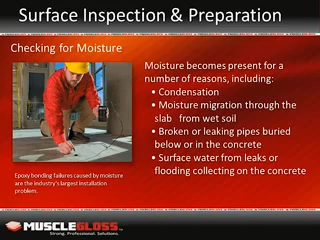 Surface Inspection & Preparation
Checking for Moisture
Moisture becomes present for a
number of reasons, including:
• Condensation
• Moisture migration through the
slab from wet soil
• Broken or leaking pipes buried
below or in the concrete
• Surface water from leaks or
flooding collecting on the concrete
Epoxy bonding failures caused by moisture
are the industry's largest installation
problem.
MUSCLEGLOSS
Strong. Professional. Solutions.